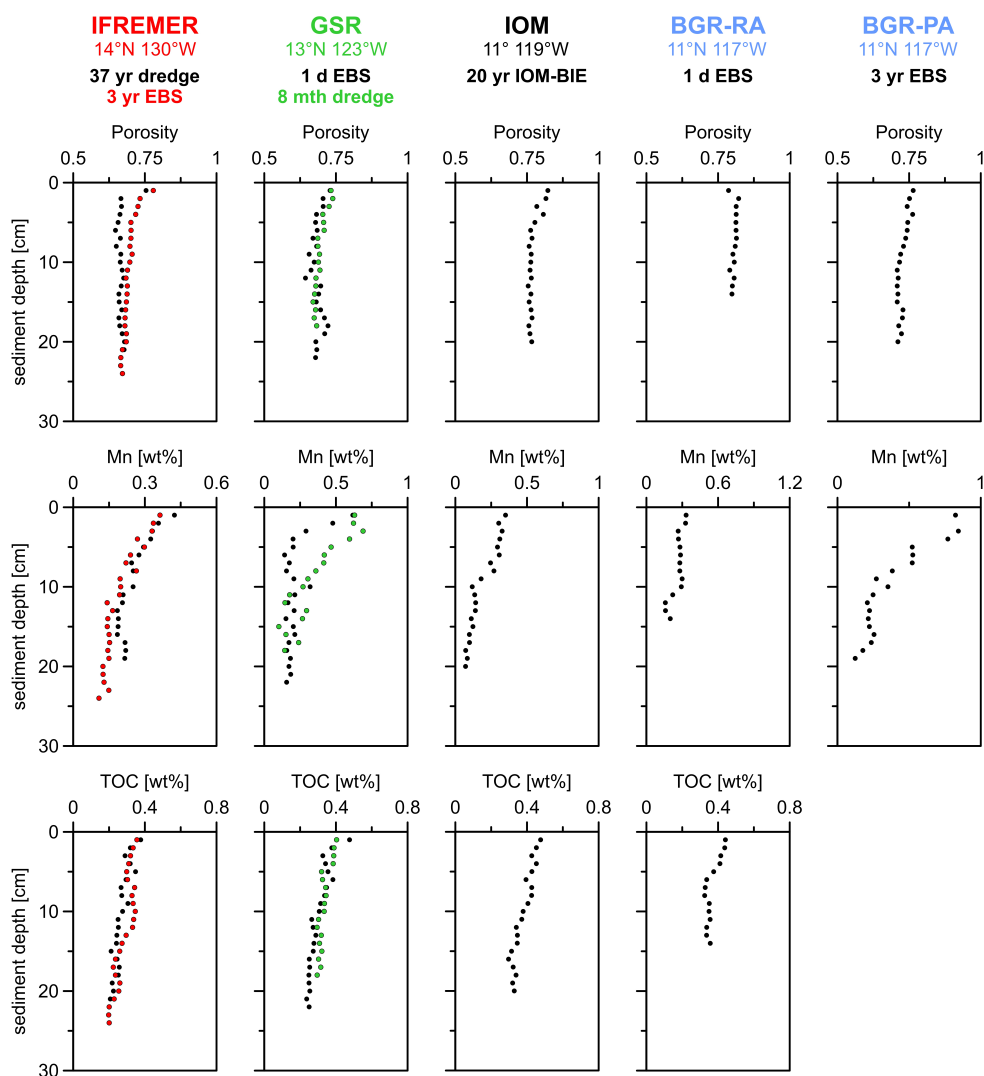 IFREMER GSR IOM BGR-RA BGR-PA
14°N 130°W 13°N 123°W 11° 119°W 11°N 117°W 11°N 117°W
37 yr dredge 1 d EBS 20 yr IOM-BIE 1 d EBS 3 yr EBS
3 yr EBS 8 mth dredge
Porosity Porosity Porosity Porosity Porosity
0.5 0.75 1 0.5 0.75 1 0.5 0.75 1 0.5 0.75 1 0.5 0.75 1
0
10
20
30
sediment depth [cm]
Mn [wt%] Mn [wt%] Mn [wt%] Mn [wt%] Mn [wt%]
0 0.3 0.6 0 0.5 1 0 0.5 1 0 0.6 1.2 0 0.5 1
0
10
20
30
sediment depth [cm]
TOC [wt%] TOC [wt%] TOC [wt%] TOC [wt%]
0 0.4 0.8 0 0.4 0.8 0 0.4 0.8 0 0.4 0.8
0
10
20
30
sediment depth [cm]